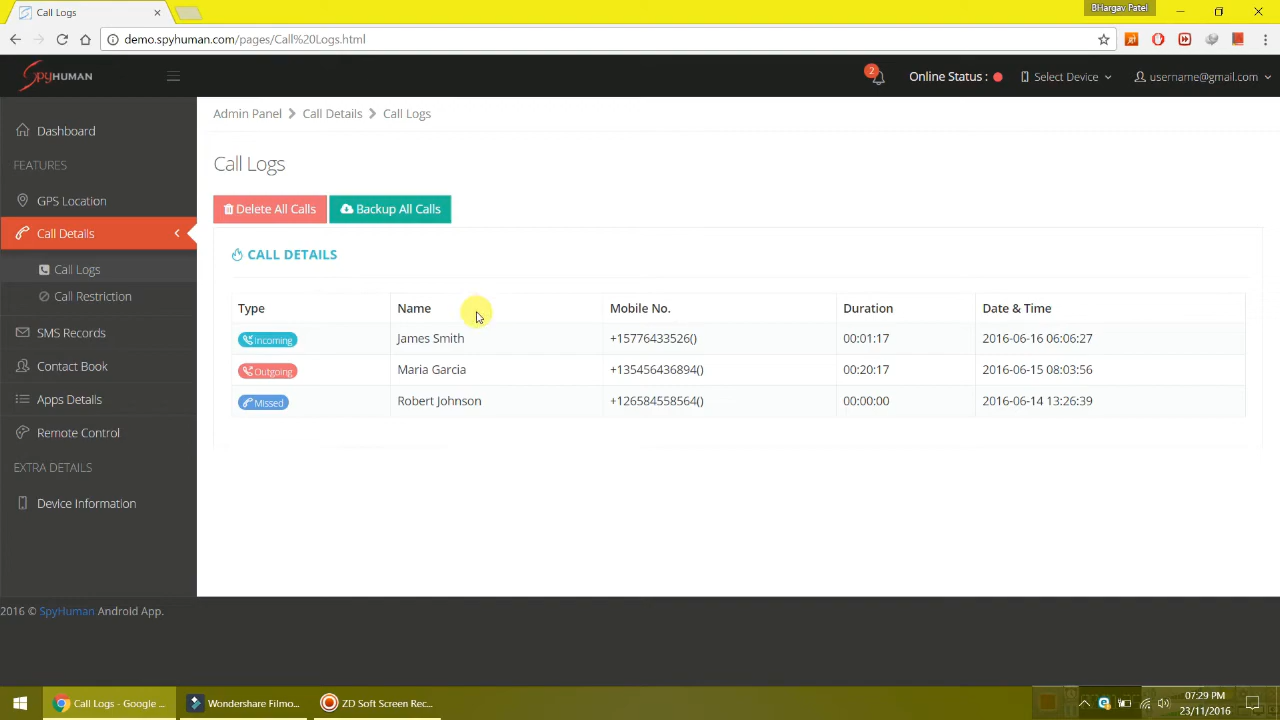 Call Logs
BHargav Patel
demo.spyhuman.com/pages/Call%20Logs.html
SpyHUMAN
2
Online Status :
Select Device
username@gmail.com
Dashboard
FEATURES
GPS Location
Call Details
Call Logs
Call Restriction
SMS Records
Contact Book
Apps Details
Remote Control
EXTRA DETAILS
Device Information
Admin Panel > Call Details > Call Logs
Call Logs
Delete All Calls Backup All Calls
CALL DETAILS
Type Name Mobile No. Duration Date & Time
Incoming James Smith +15776433526() 00:01:17 2016-06-16 06:06:27
Outgoing Maria Garcia +135456436894() 00:20:17 2016-06-15 08:03:56
Missed Robert Johnson +126584558564() 00:00:00 2016-06-14 13:26:39
2016 © SpyHuman Android App.
Call Logs - Google ... Wondershare Filmo... ZD Soft Screen Rec...
07:29 PM
23/11/2016